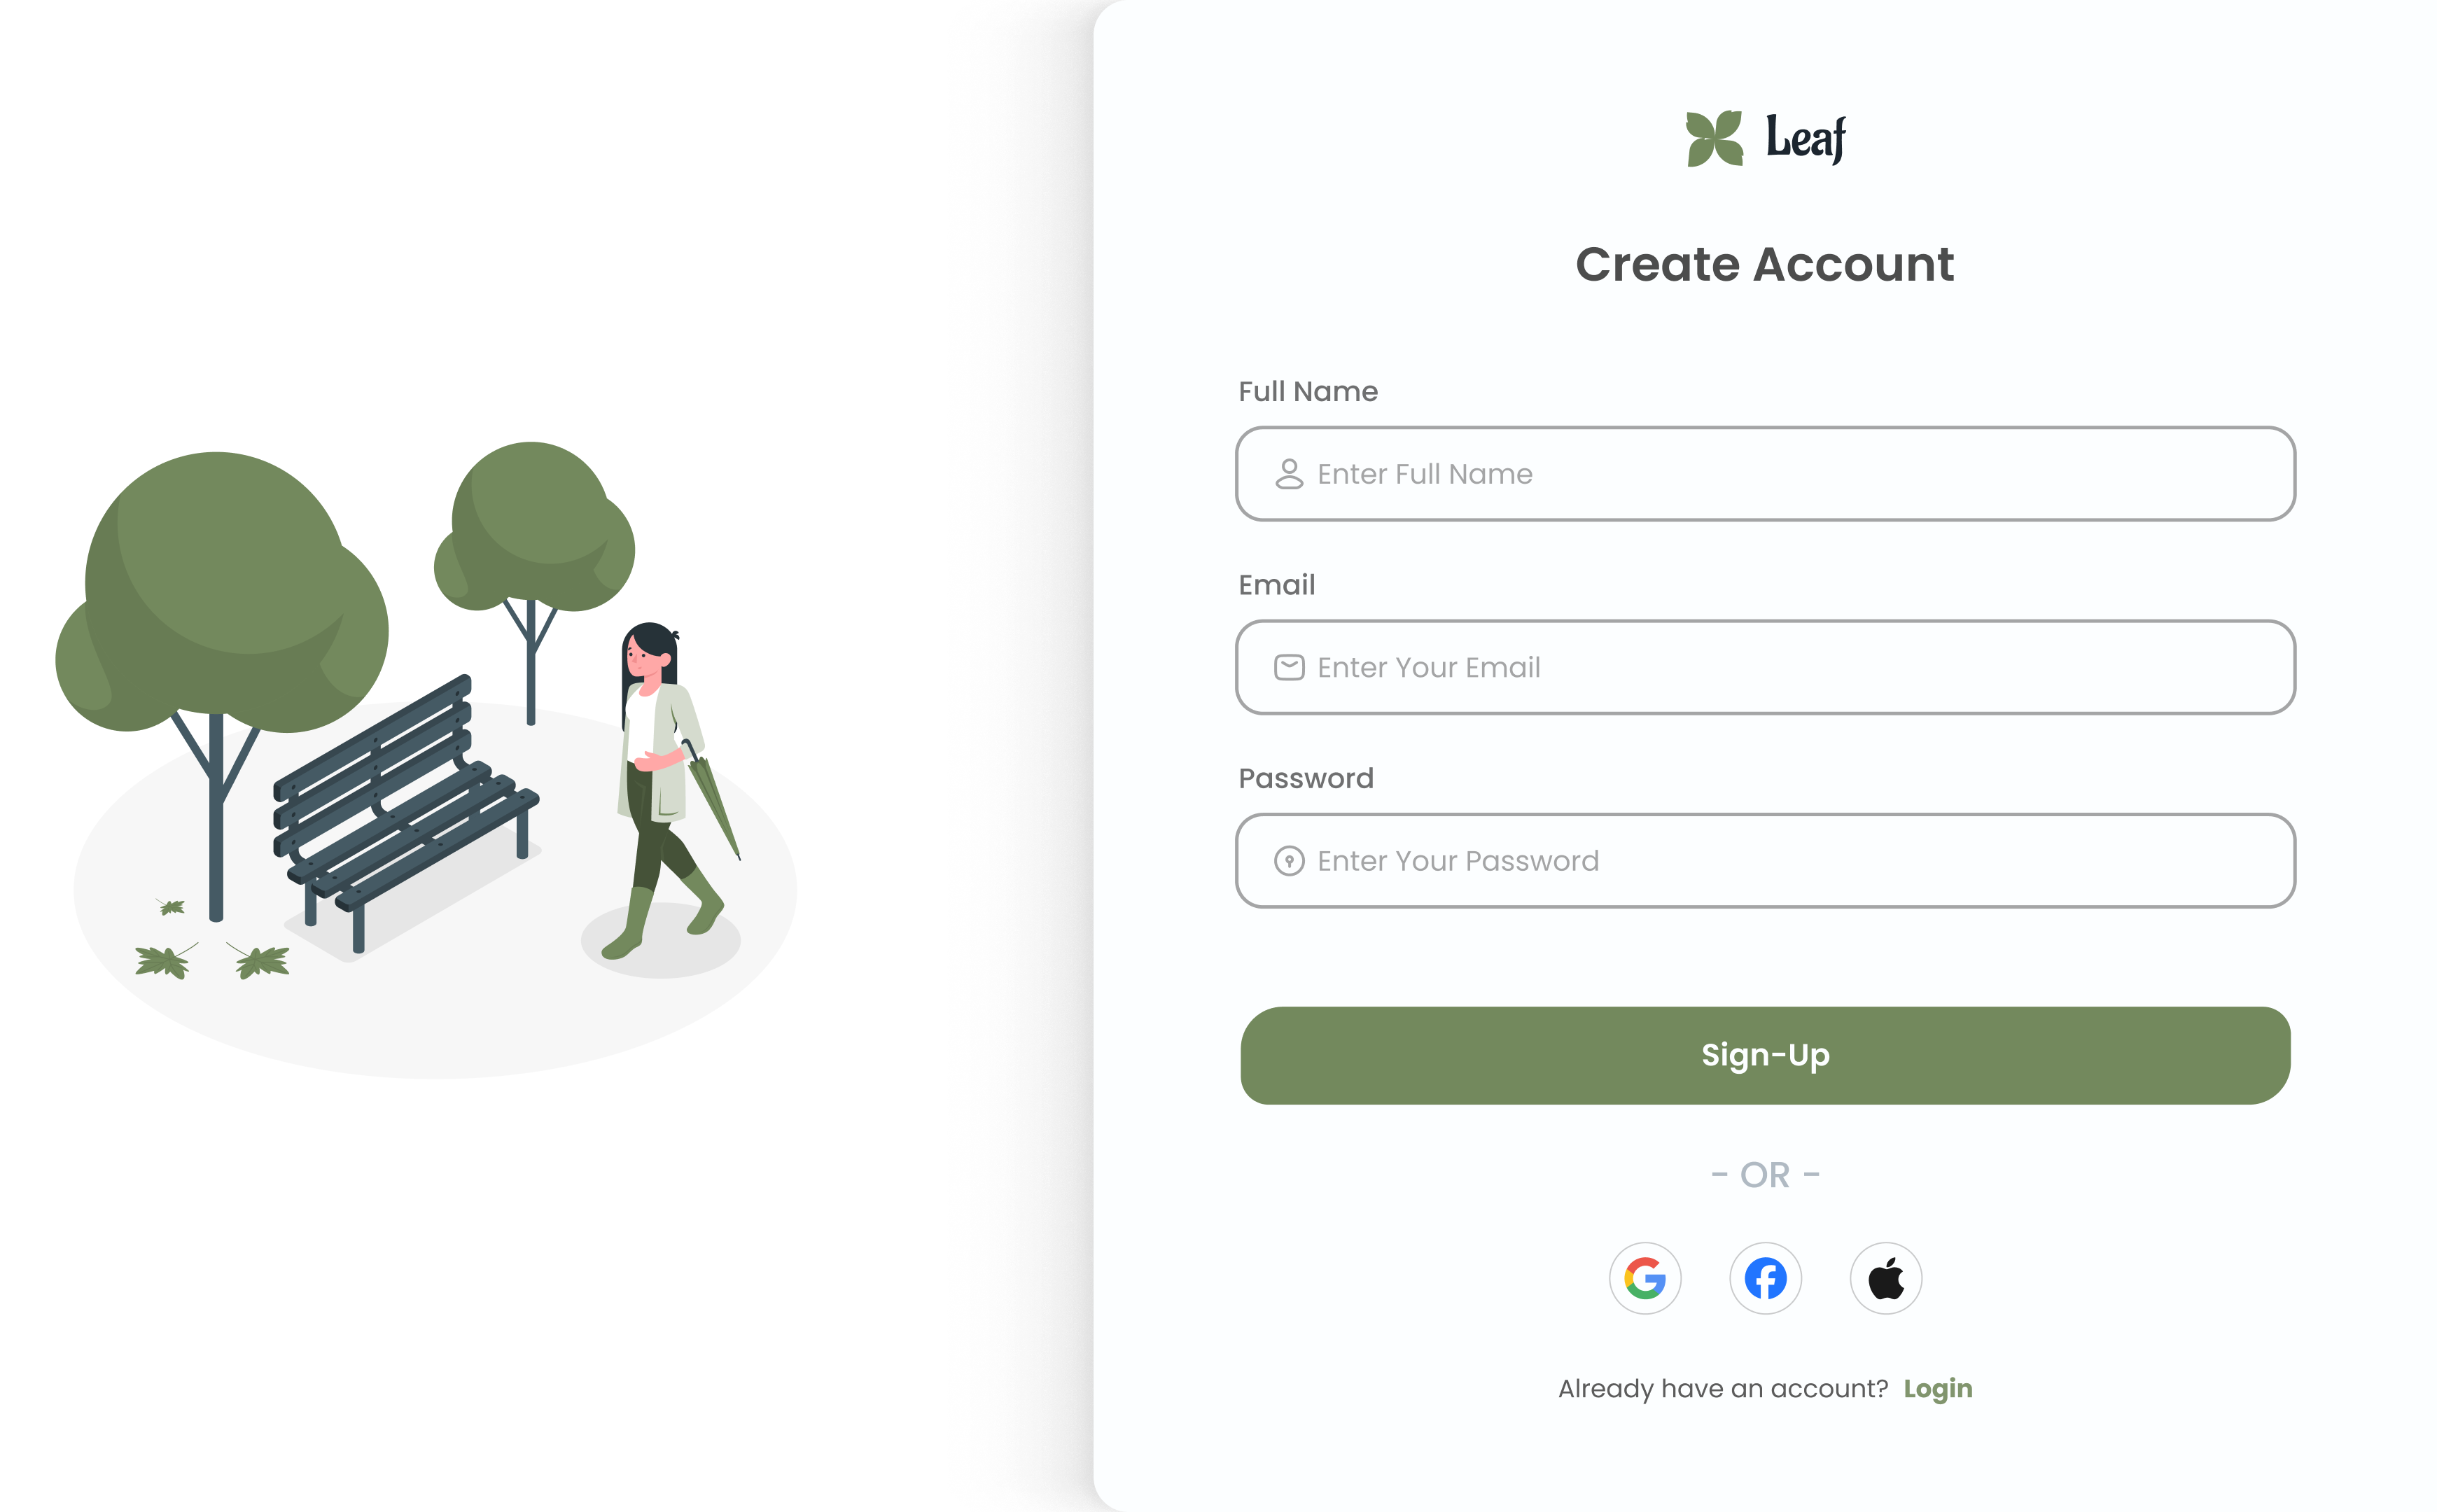 Leaf
Create Account
Full Name
Enter Full Name
Email
Enter Your Email
Password
Enter Your Password
Sign-Up
- OR -
Already have an account? Login